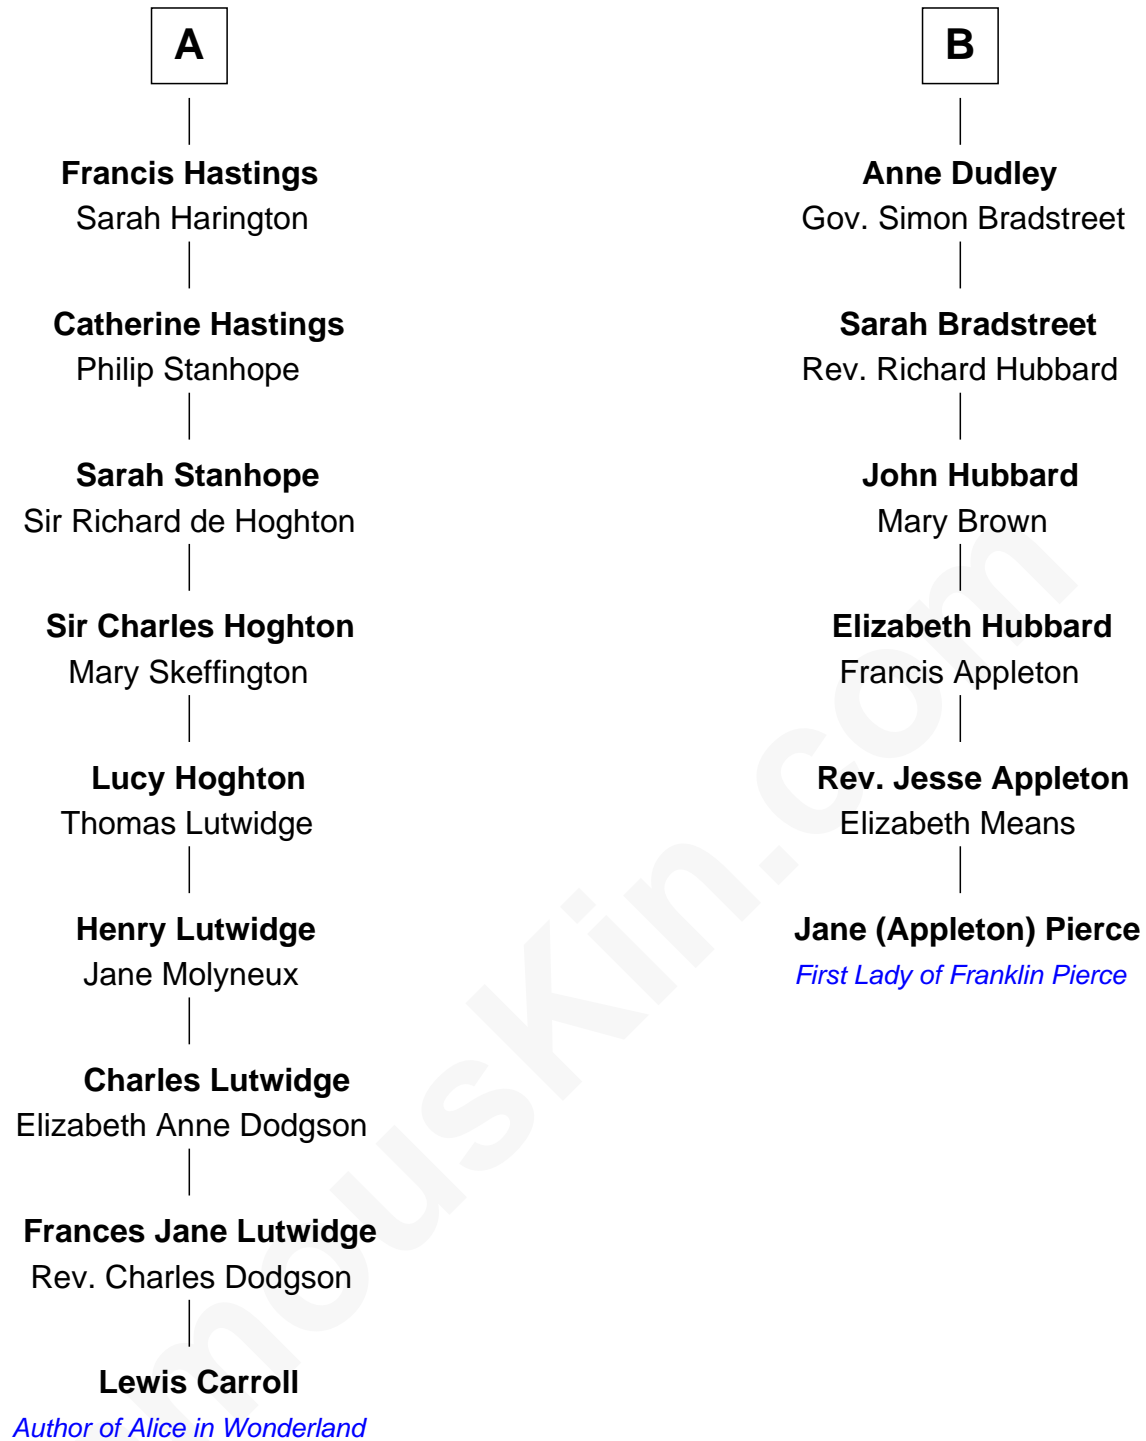 A
Francis Hastings
Sarah Harington
Catherine Hastings
Philip Stanhope
Sarah Stanhope
Sir Richard de Hoghton
Sir Charles Hoghton
Mary Skeffington
Lucy Hoghton
Thomas Lutwidge
Henry Lutwidge
Jane Molyneux
Charles Lutwidge
Elizabeth Anne Dodgson
Frances Jane Lutwidge
Rev. Charles Dodgson
Lewis Carroll
Author of Alice in Wonderland
B
Anne Dudley
Gov. Simon Bradstreet
Sarah Bradstreet
Rev. Richard Hubbard
John Hubbard
Mary Brown
Elizabeth Hubbard
Francis Appleton
Rev. Jesse Appleton
Elizabeth Means
Jane (Appleton) Pierce
First Lady of Franklin Pierce
mousKin.com